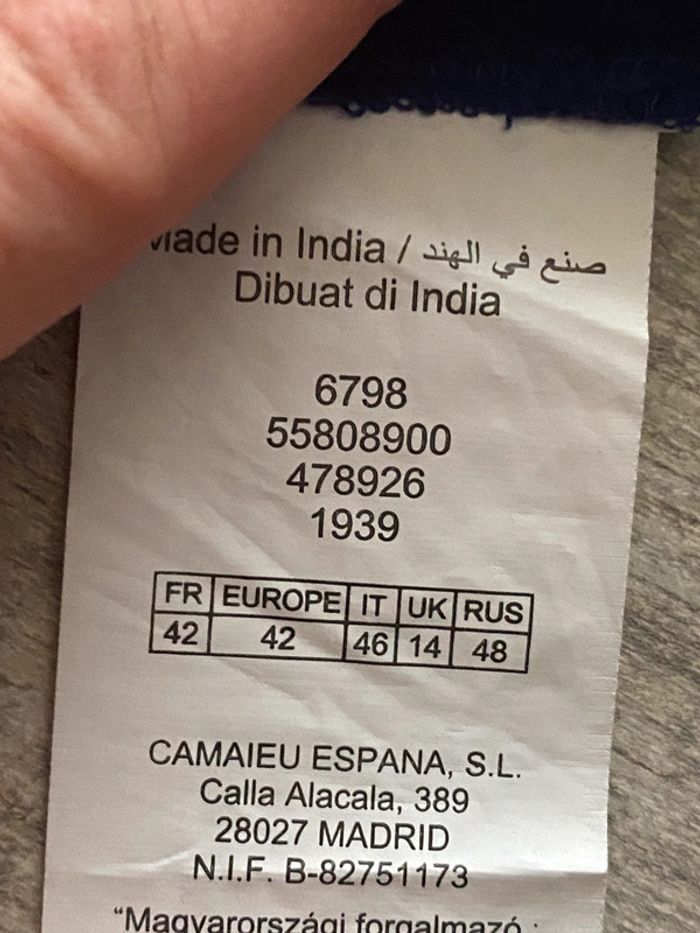 Made in India / صنع في الهند
Dibuat di India
6798
55808900
478926
1939
FR EUROPE IT UK RUS
42 42 46 14 48
CAMAIEU ESPANA, S.L.
Calla Alacala, 389
28027 MADRID
N.I.F. B-82751173
“Magyarországi forgalmazó :